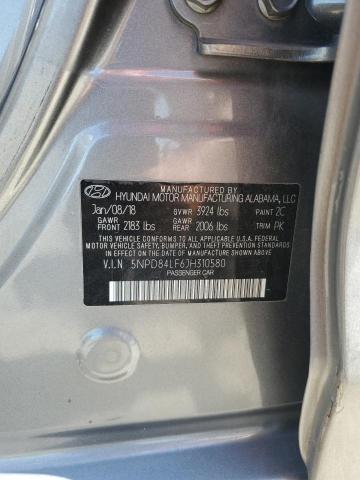 MANUFACTURED BY
HYUNDAI MOTOR MANUFACTURING ALABAMA, LLC
Jan/08/18 GVWR 3924 lbs PAINT 2C
GAWR FRONT 2183 lbs GAWR REAR 2006 lbs TRIM PK
THIS VEHICLE CONFORMS TO ALL APPLICABLE FEDERAL
MOTOR VEHICLE SAFETY, BUMPER, AND THEFT PREVENTION STANDARDS
IN EFFECT ON THE DATE OF MANUFACTURE SHOWN ABOVE.
V.I.N 5NPD84LF6JH310580
PASSENGER CAR